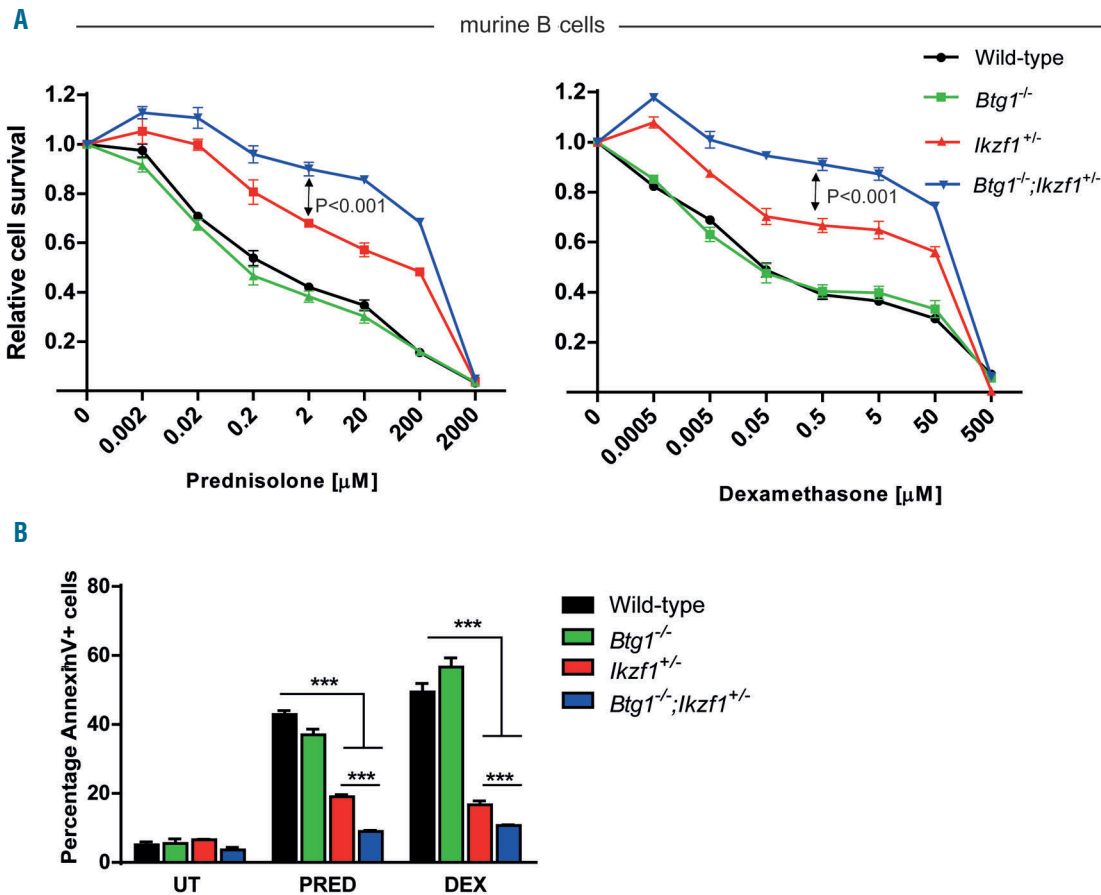 A
murine B cells
Wild-type
Btg1-/-
Ikzf1+/-
Btg1-/-;Ikzf1+/-
Relative cell survival
1.2
1.0
0.8
0.6
0.4
0.2
P<0.001
0
0.002
0.02
0.2
2
20
200
2000
Prednisolone [µM]
1.2
1.0
0.8
0.6
0.4
0.2
P<0.001
0
0.0005
0.005
0.05
0.5
5
50
500
Dexamethasone [µM]
B
Percentage AnnexinV+ cells
80
60
40
20
0
***
***
***
***
UT
PRED
DEX
Wild-type
Btg1-/-
Ikzf1+/-
Btg1-/-;Ikzf1+/-